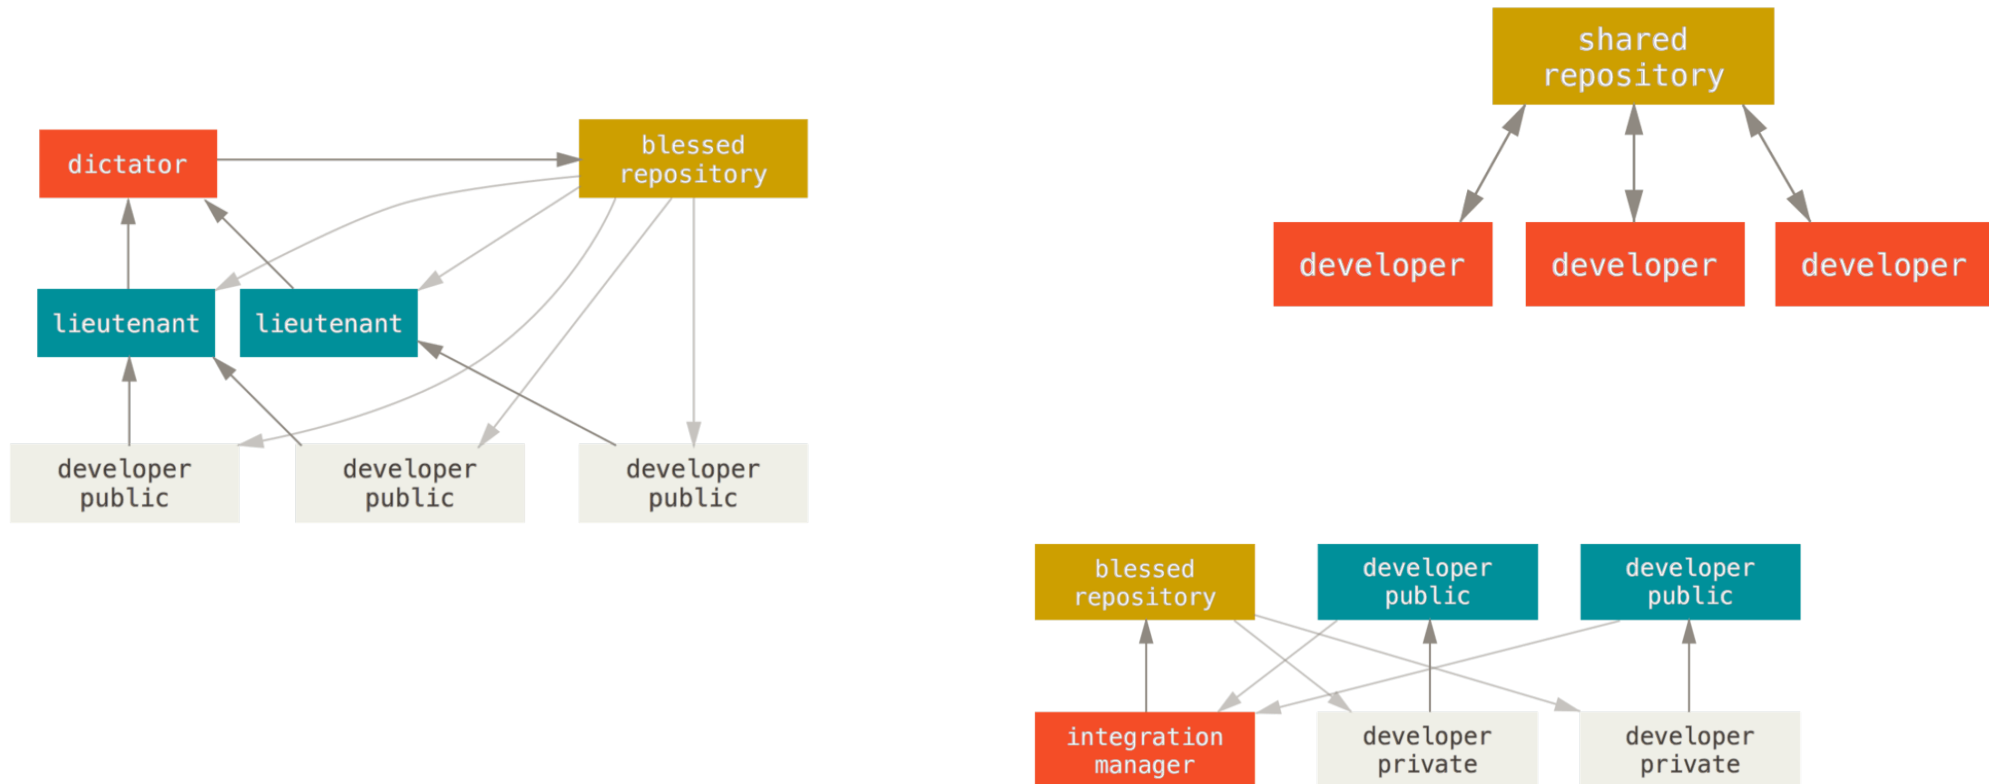 dictator
blessed
repository
lieutenant
lieutenant
developer
public
developer
public
developer
public
shared
repository
developer
developer
developer
blessed
repository
developer
public
developer
public
integration
manager
developer
private
developer
private